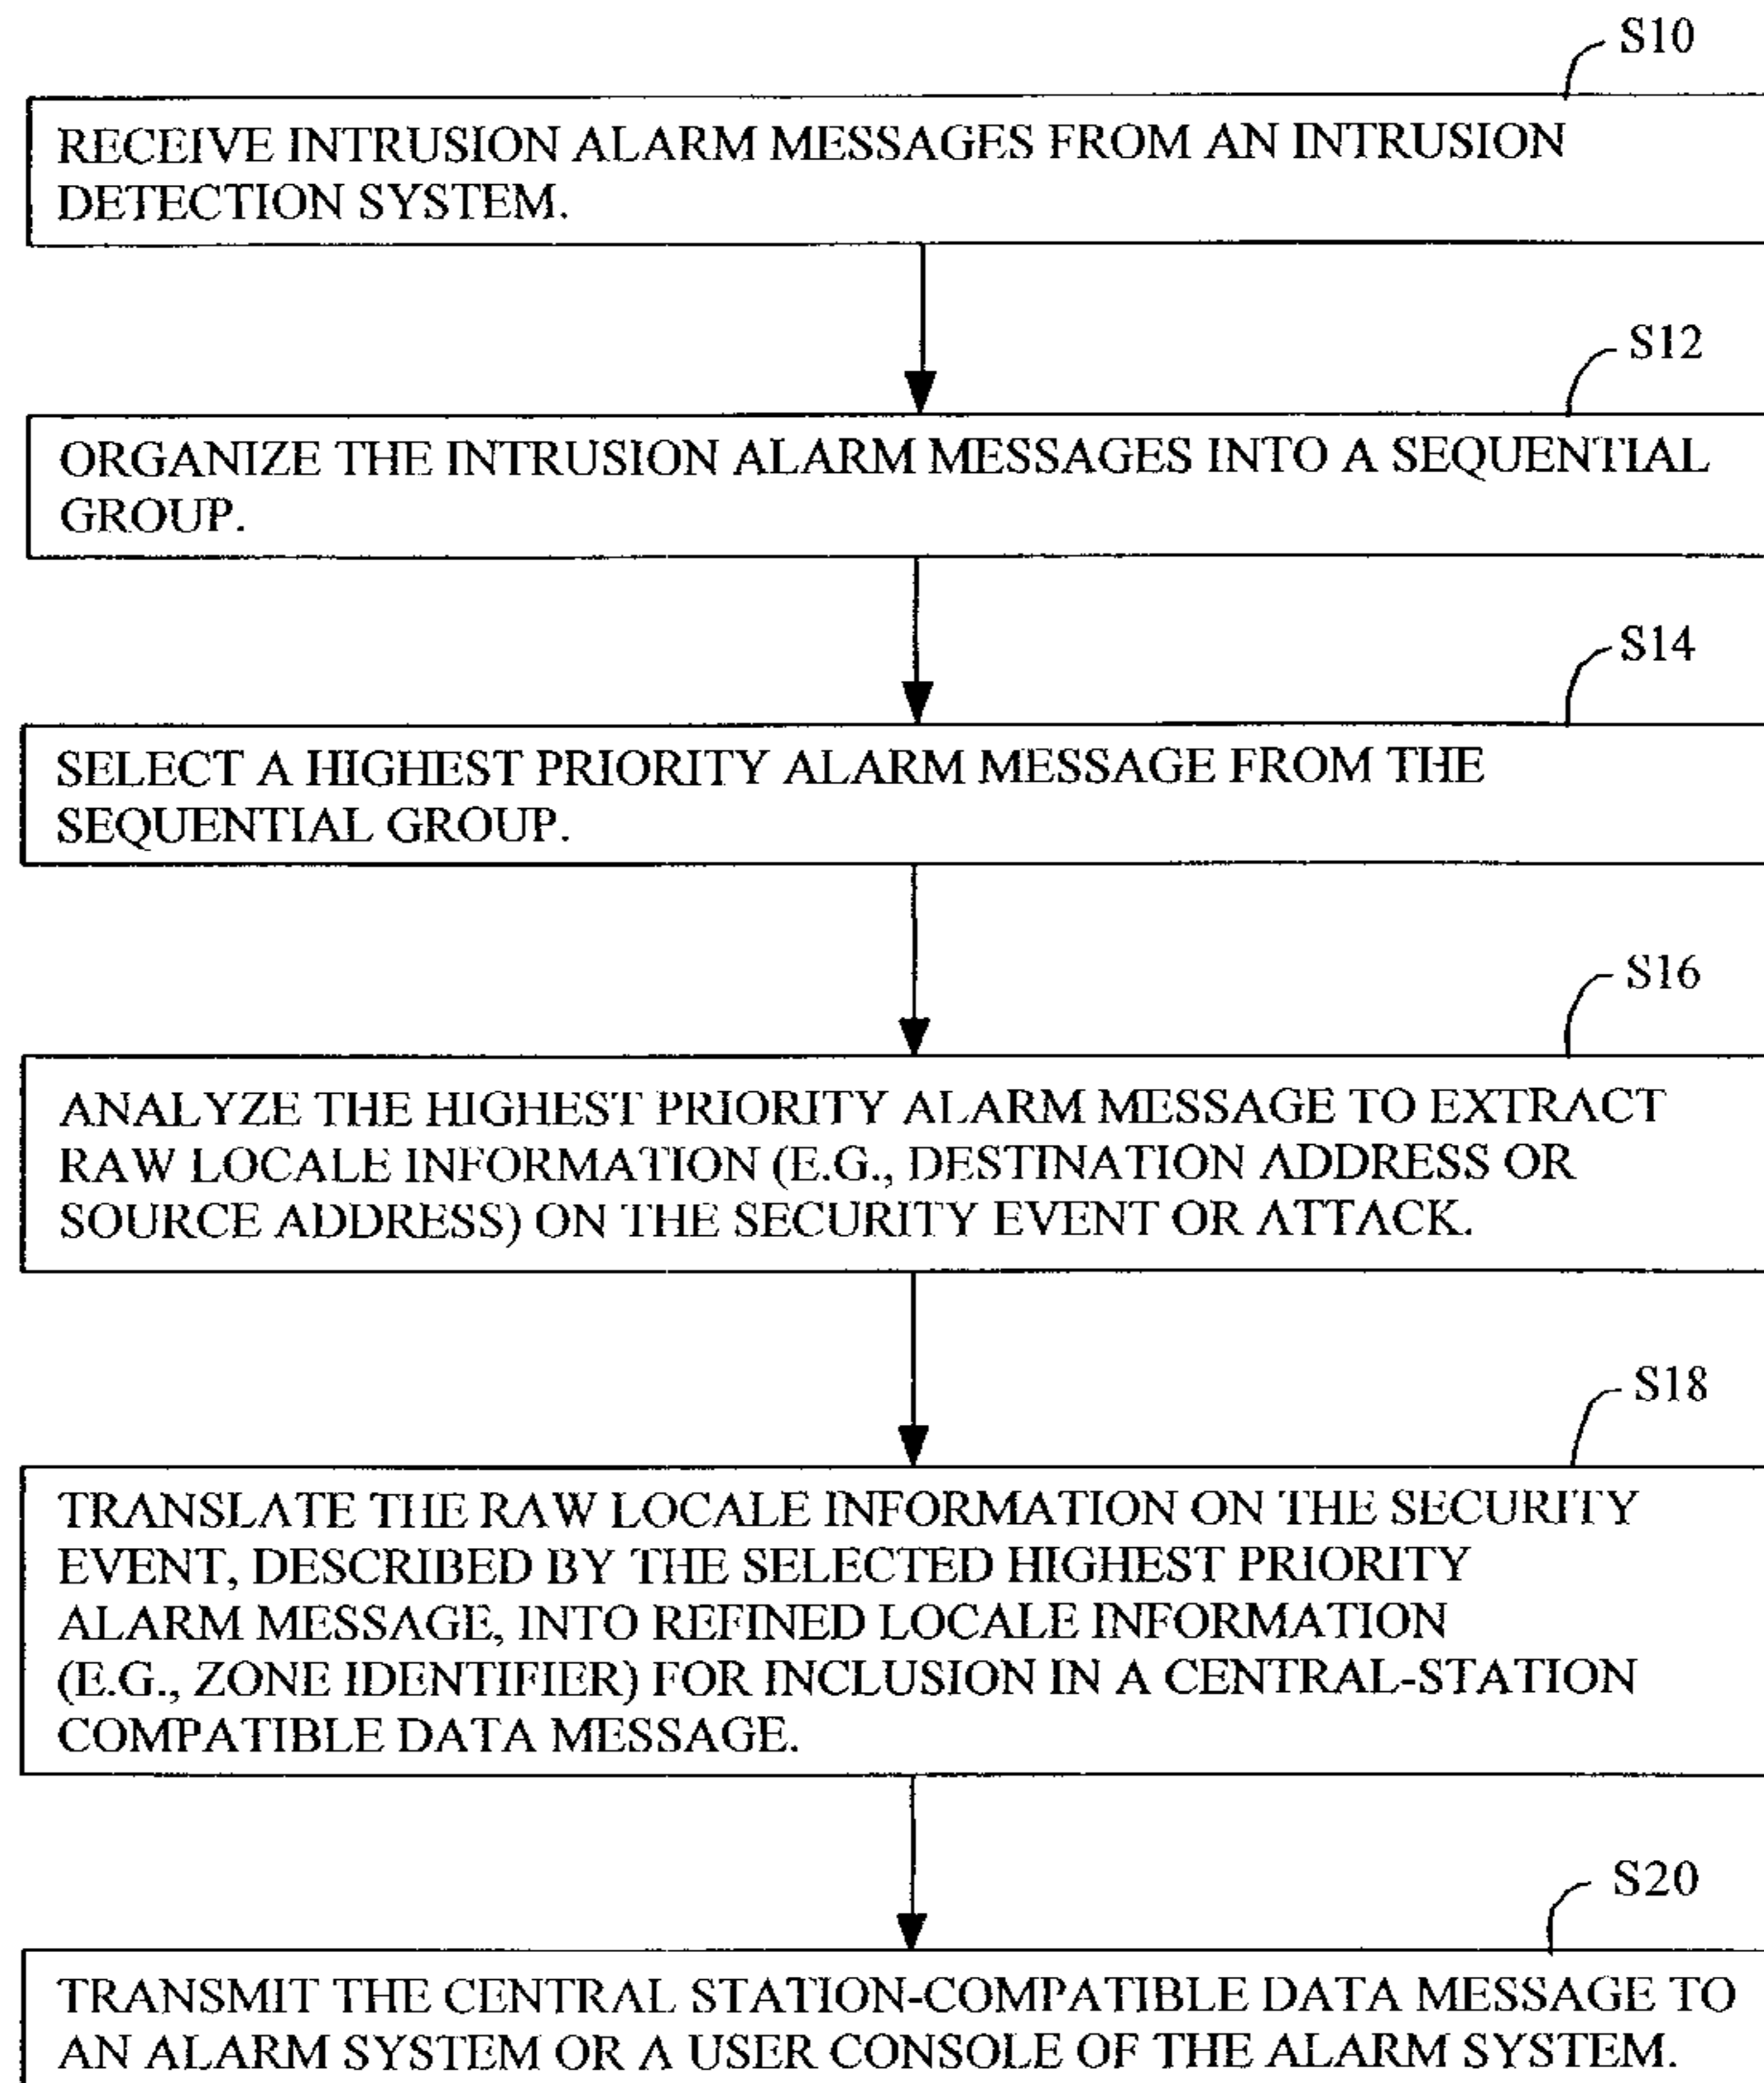 S10
RECEIVE INTRUSION ALARM MESSAGES FROM AN INTRUSION
DETECTION SYSTEM.
S12
ORGANIZE THE INTRUSION ALARM MESSAGES INTO A SEQUENTIAL
GROUP.
S14
SELECT A HIGHEST PRIORITY ALARM MESSAGE FROM THE
SEQUENTIAL GROUP.
S16
ANALYZE THE HIGHEST PRIORITY ALARM MESSAGE TO EXTRACT
RAW LOCALE INFORMATION (E.G., DESTINATION ADDRESS OR
SOURCE ADDRESS) ON THE SECURITY EVENT OR ATTACK.
S18
TRANSLATE THE RAW LOCALE INFORMATION ON THE SECURITY
EVENT, DESCRIBED BY THE SELECTED HIGHEST PRIORITY
ALARM MESSAGE, INTO REFINED LOCALE INFORMATION
(E.G., ZONE IDENTIFIER) FOR INCLUSION IN A CENTRAL-STATION
COMPATIBLE DATA MESSAGE.
S20
TRANSMIT THE CENTRAL STATION-COMPATIBLE DATA MESSAGE TO
AN ALARM SYSTEM OR A USER CONSOLE OF THE ALARM SYSTEM.